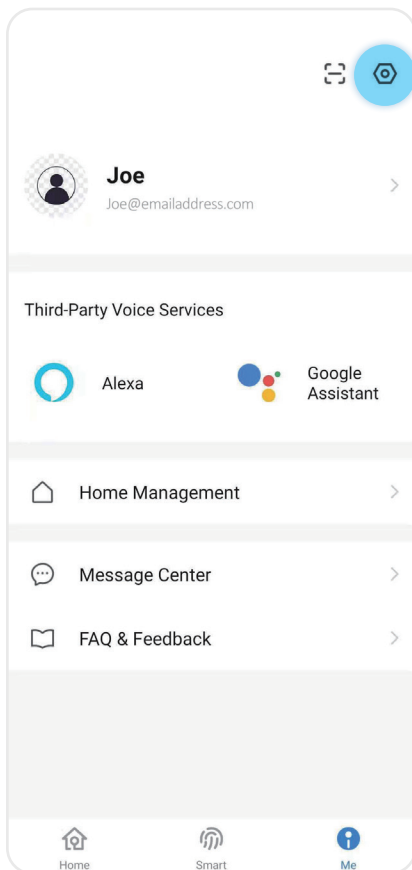 Joe
Joe@emailaddress.com
Third-Party Voice Services
Alexa
Google
Assistant
Home Management
Message Center
FAQ & Feedback
Home
Smart
Me